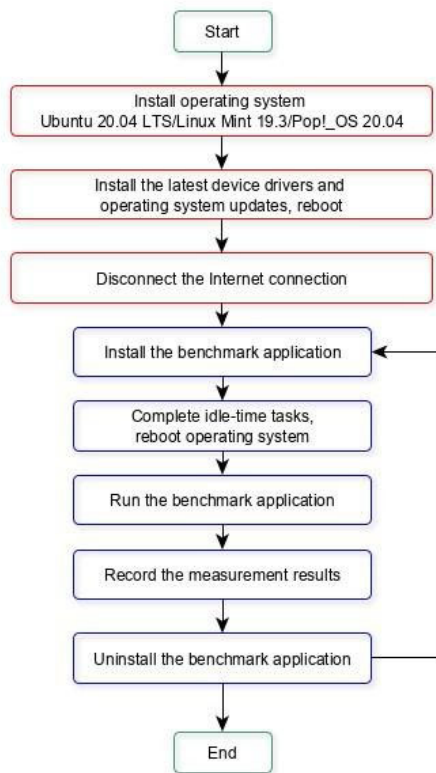 Start
Install operating system
Ubuntu 20.04 LTS/Linux Mint 19.3/Pop!_OS 20.04
Install the latest device drivers and
operating system updates, reboot
Disconnect the Internet connection
Install the benchmark application
Complete idle-time tasks,
reboot operating system
Run the benchmark application
Record the measurement results
Uninstall the benchmark application
End